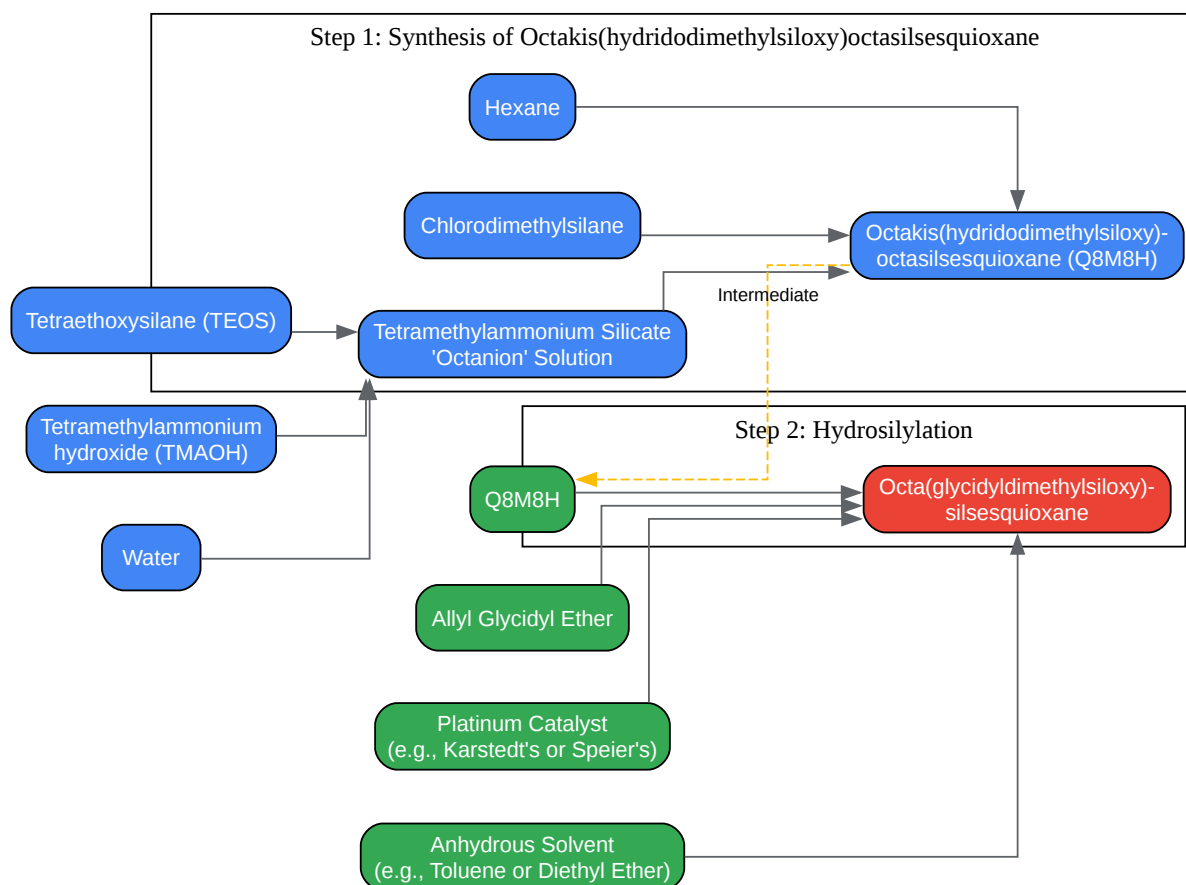 Step 1: Synthesis of Octakis(hydridodimethylsiloxy)octasilsesquioxane
Hexane
Chlorodimethylsilane
Octakis(hydridodimethylsiloxy)-
octasilsesquioxane (Q8M8H)
Intermediate
Tetraethoxysilane (TEOS)
Tetramethylammonium Silicate
'Octanion' Solution
Tetramethylammonium
hydroxide (TMAOH)
Water
Step 2: Hydrosilylation
Q8M8H
Octa(glycidyldimethylsiloxy)-
silsesquioxane
Allyl Glycidyl Ether
Platinum Catalyst
(e.g., Karstedt's or Speier's)
Anhydrous Solvent
(e.g., Toluene or Diethyl Ether)